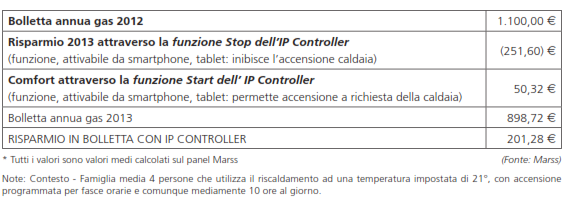 Bolletta annua gas 2012 1.100,00 €
Risparmio 2013 attraverso la funzione Stop dell'IP Controller
(funzione, attivabile da smartphone, tablet: inibisce l'accensione caldaia) (251,60) €
Comfort attraverso la funzione Start dell' IP Controller
(funzione, attivabile da smartphone, tablet: permette accensione a richiesta della caldaia) 50,32 €
Bolletta annua gas 2013 898,72 €
RISPARMIO IN BOLLETTA CON IP CONTROLLER 201,28 €
* Tutti i valori sono valori medi calcolati sul panel Marss (Fonte: Marss)
Note: Contesto - Famiglia media 4 persone che utilizza il riscaldamento ad una temperatura impostata di 21°, con accensione
programmata per fasce orarie e comunque mediamente 10 ore al giorno.